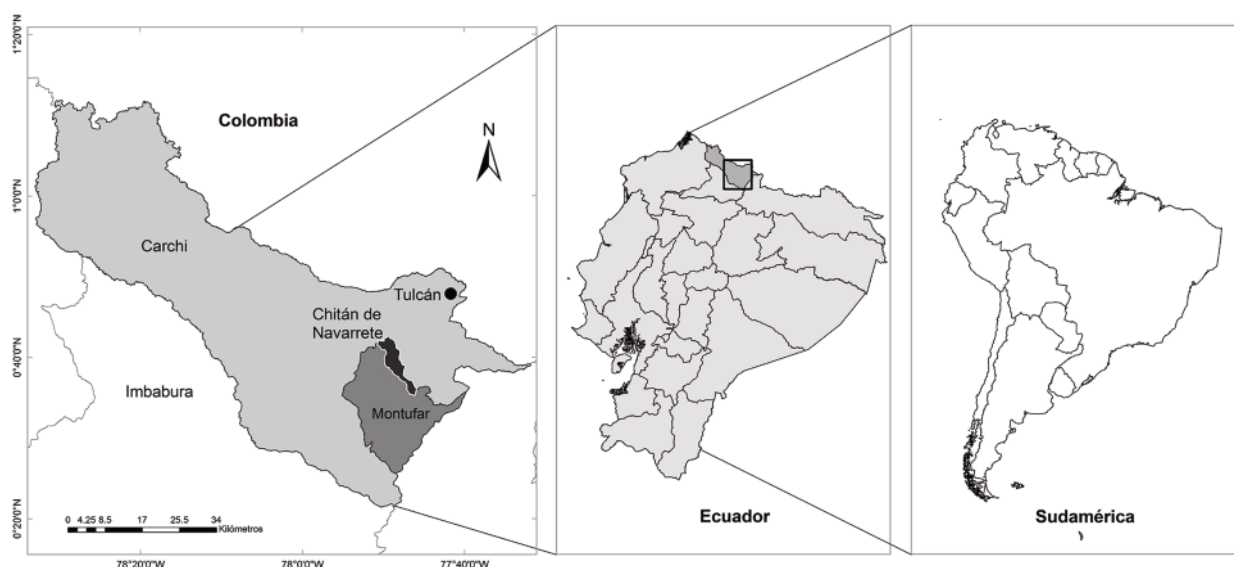 1°20'0"N
1°0'0"N
0°40'0"N
0°20'0"N
Colombia
N
Carchi
Tulcán
Chitán de
Navarrete
Imbabura
Montufar
0 4.25 8.5 17 25.5 34
Kilómetros
78°20'0"W 78°0'0"W 77°40'0"W
Ecuador
Sudamérica